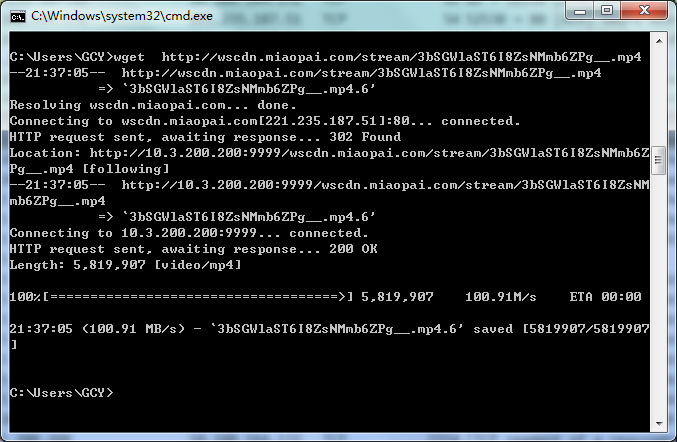 C:\Windows\system32\cmd.exe
C:\Users\GCY>wget  http://wscdn.miaopai.com/stream/3bSGWlaST6I8ZsNMmb6ZPg__.mp4
--21:37:05--  http://wscdn.miaopai.com/stream/3bSGWlaST6I8ZsNMmb6ZPg__.mp4
=> `3bSGWlaST6I8ZsNMmb6ZPg__.mp4.6'
Resolving wscdn.miaopai.com... done.
Connecting to wscdn.miaopai.com[221.235.187.51]:80... connected.
HTTP request sent, awaiting response... 302 Found
Location: http://10.3.200.200:9999/wscdn.miaopai.com/stream/3bSGWlaST6I8ZsNMmb6Z
Pg__.mp4 [following]
--21:37:05--  http://10.3.200.200:9999/wscdn.miaopai.com/stream/3bSGWlaST6I8ZsNM
mb6ZPg__.mp4
=> `3bSGWlaST6I8ZsNMmb6ZPg__.mp4.6'
Connecting to 10.3.200.200:9999... connected.
HTTP request sent, awaiting response... 200 OK
Length: 5,819,907 [video/mp4]
100%[====================================>] 5,819,907    100.91M/s    ETA 00:00
21:37:05 (100.91 MB/s) - `3bSGWlaST6I8ZsNMmb6ZPg__.mp4.6' saved [5819907/5819907
]
C:\Users\GCY>